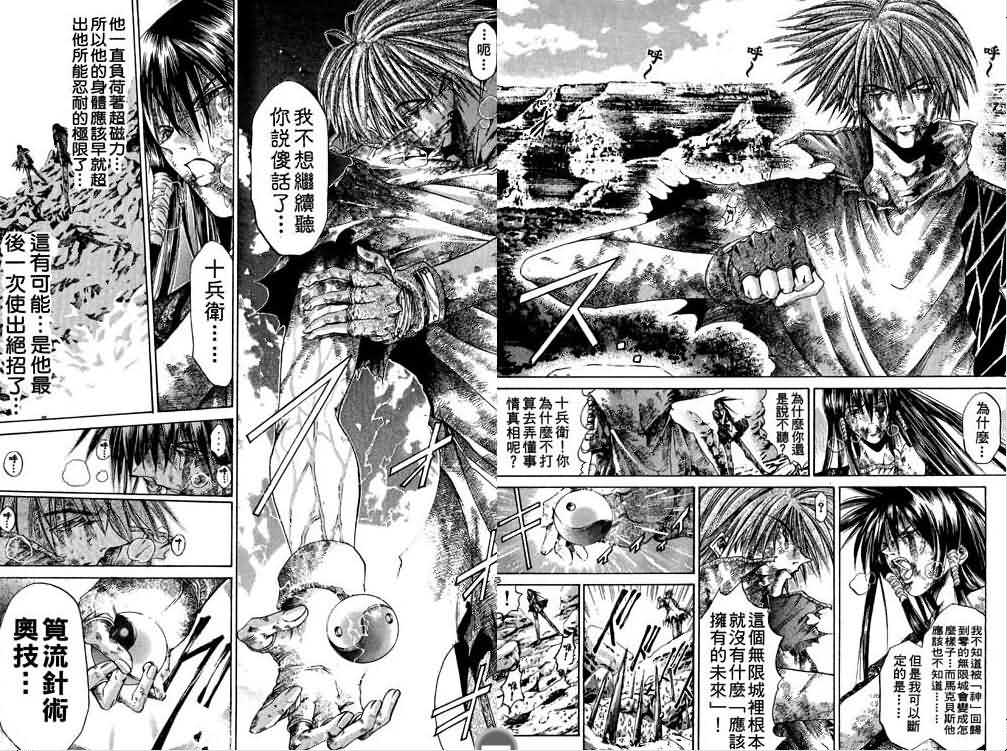 呼～
呼～
呼～
為什麼…
為什麼你還
是說不聽？
十兵衛！你
為什麼不打
算去弄懂事
情真相呢？
我不知道被「神」回歸
到零的無限城會變成怎
麼樣子…而馬克貝斯他
應該也不知道……
但是我可以斷
定的是……
…？
這個無限城裡根本
就沒有什麼「應該
擁有的未來」！
！
…呃…
我不想繼續聽
你說傻話了…
他一直負荷著超磁力…
所以他的身體應該早就超
出他所能忍耐的極限了…
十兵衛……
這有可能…是他最
後一次使出絕招了…
呼…
筧流針術
奧技…